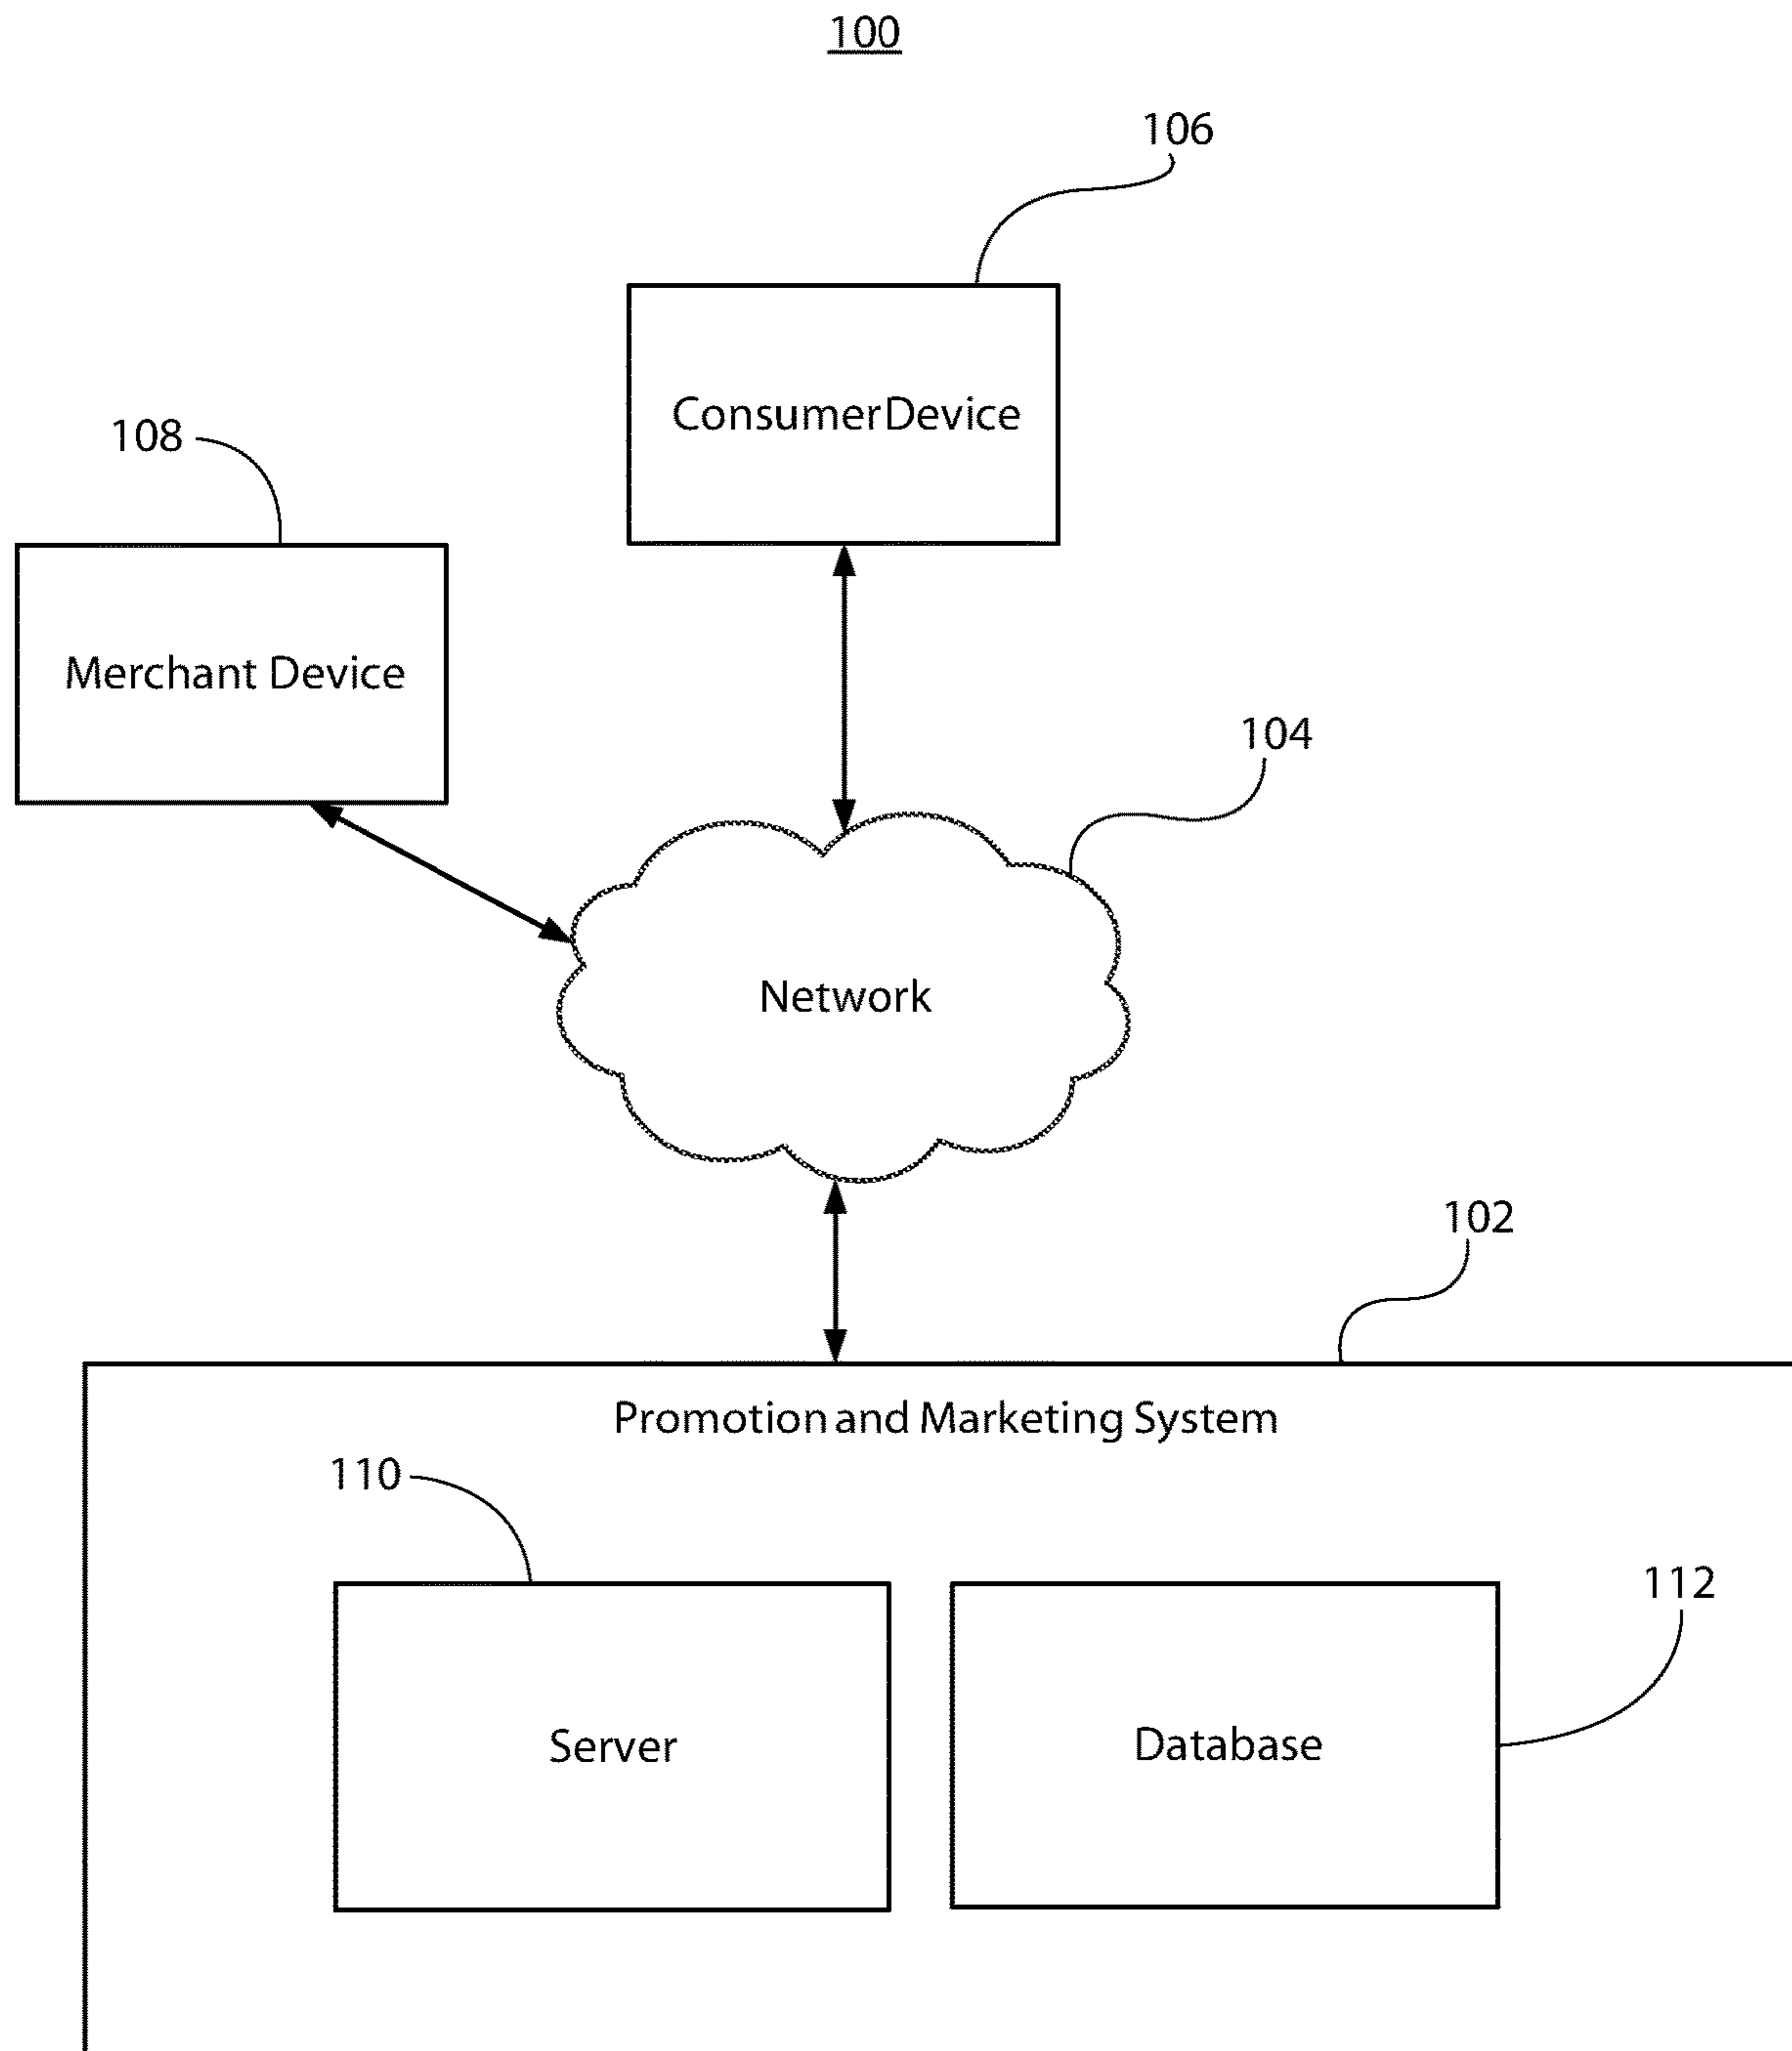 100
106
ConsumerDevice
108
Merchant Device
104
Network
102
Promotion and Marketing System
110
112
Server
Database